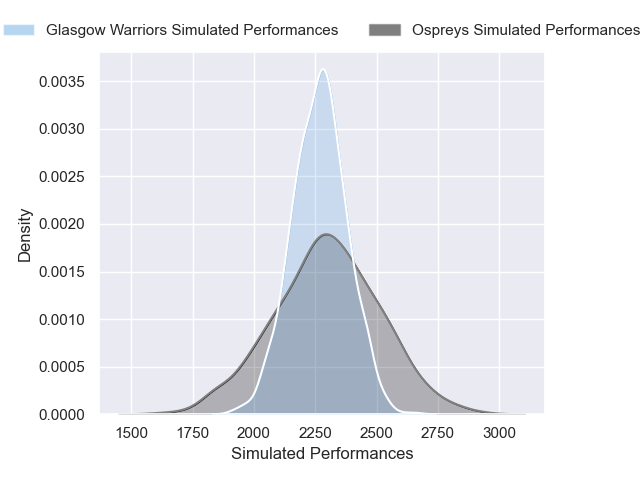 Glasgow Warriors Simulated Performances Ospreys Simulated Performances
0.0035
0.0030
0.0025
0.0020
0.0015
0.0010
0.0005
0.0000
Density
1500 1750 2000 2250 2500 2750 3000
Simulated Performances